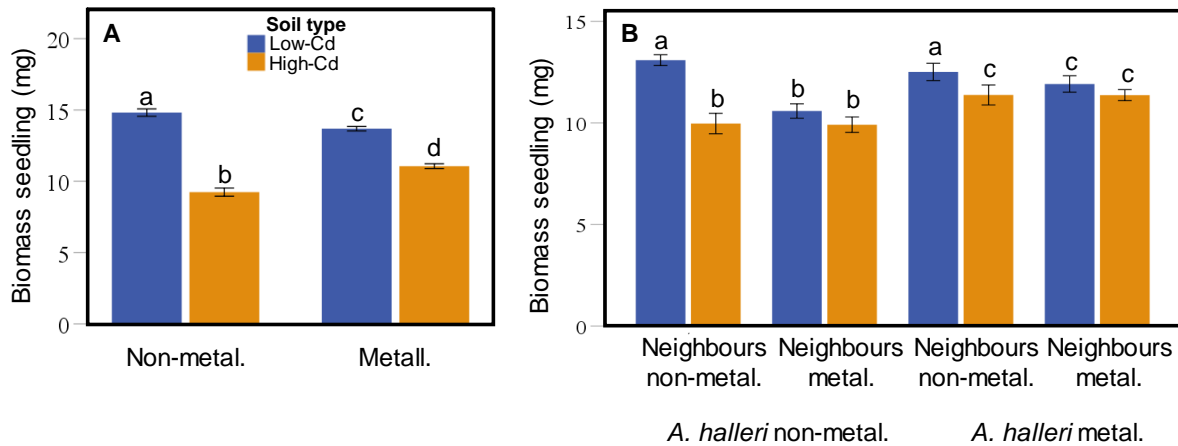 A
Soil type
Low-Cd
High-Cd
Biomass seedling (mg)
20
15
10
5
0
a
b
c
d
Non-metal.
Metall.
B
Biomass seedling (mg)
15
10
5
0
a
b
b
b
a
c
c
c
Neighbours non-metal.
Neighbours metal.
Neighbours non-metal.
Neighbours metal.
A. halleri non-metal.
A. halleri metal.